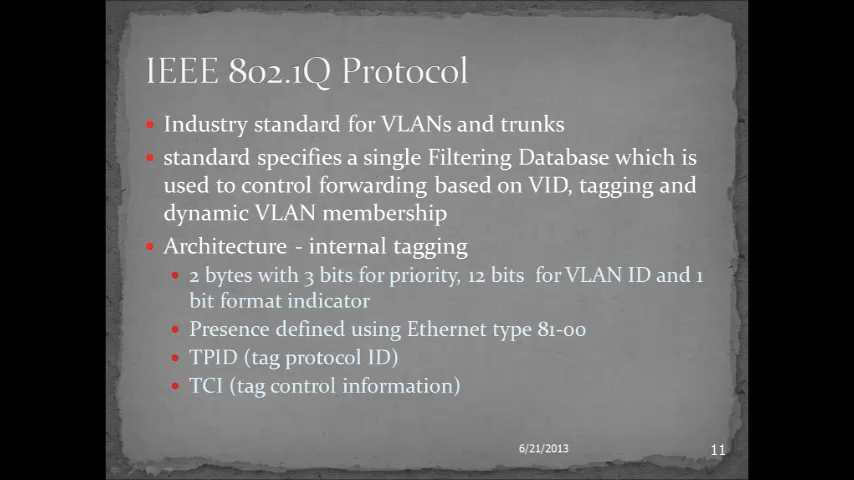 IEEE 802.1Q Protocol
• Industry standard for VLANs and trunks
• standard specifies a single Filtering Database which is
used to control forwarding based on VID, tagging and
dynamic VLAN membership
• Architecture - internal tagging
• 2 bytes with 3 bits for priority, 12 bits for VLAN ID and 1
bit format indicator
• Presence defined using Ethernet type 81-00
• TPID (tag protocol ID)
• TCI (tag control information)
6/21/2013 11